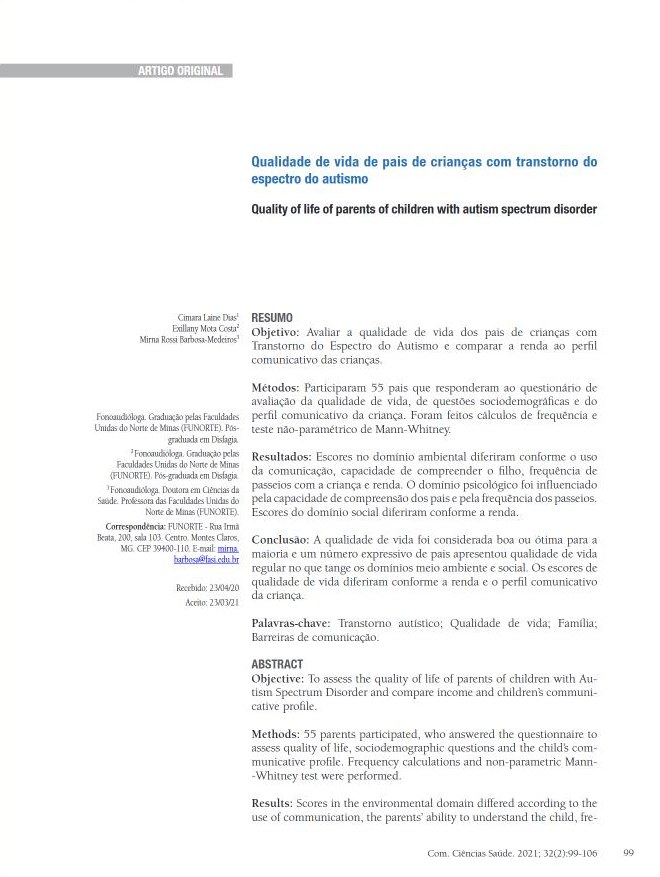 ARTIGO ORIGINAL
Qualidade de vida de pais de crianças com transtorno do
espectro do autismo
Quality of life of parents of children with autism spectrum disorder
Cimara Laine Dias¹
Exillany Mota Costa²
Mirna Rossi Barbosa-Medeiros³
Fonoaudióloga. Graduação pelas Faculdades
Unidas do Norte de Minas (FUNORTE). Pós-
graduada em Disfagia.
²Fonoaudióloga. Graduação pelas
Faculdades Unidas do Norte de Minas
(FUNORTE). Pós-graduada em Disfagia.
³Fonoaudióloga. Doutora em Ciências da
Saúde. Professora das Faculdades Unidas do
Norte de Minas (FUNORTE).
Correspondência: FUNORTE - Rua Irmã
Beata, 200, sala 103. Centro. Montes Claros,
MG. CEP 39400-110. E-mail: mirna.
barbosa@fasi.edu.br
Recebido: 23/04/20
Aceito: 23/03/21
RESUMO
Objetivo: Avaliar a qualidade de vida dos pais de crianças com
Transtorno do Espectro do Autismo e comparar a renda ao perfil
comunicativo das crianças.
Métodos: Participaram 55 pais que responderam ao questionário de
avaliação da qualidade de vida, de questões sociodemográficas e do
perfil comunicativo da criança. Foram feitos cálculos de frequência e
teste não-paramétrico de Mann-Whitney.
Resultados: Escores no domínio ambiental diferiram conforme o uso
da comunicação, capacidade de compreender o filho, frequência de
passeios com a criança e renda. O domínio psicológico foi influenciado
pela capacidade de compreensão dos pais e pela frequência dos passeios.
Escores do domínio social diferiram conforme a renda.
Conclusão: A qualidade de vida foi considerada boa ou ótima para a
maioria e um número expressivo de pais apresentou qualidade de vida
regular no que tange os domínios meio ambiente e social. Os escores de
qualidade de vida diferiram conforme a renda e o perfil comunicativo
da criança.
Palavras-chave: Transtorno autístico; Qualidade de vida; Família;
Barreiras de comunicação.
ABSTRACT
Objective: To assess the quality of life of parents of children with Au-
tism Spectrum Disorder and compare income and children's communi-
cative profile.
Methods: 55 parents participated, who answered the questionnaire to
assess quality of life, sociodemographic questions and the child's com-
municative profile. Frequency calculations and non-parametric Mann-
-Whitney test were performed.
Results: Scores in the environmental domain differed according to the
use of communication, the parents' ability to understand the child, fre-
Com. Ciências Saúde. 2021; 32(2):99-106 99